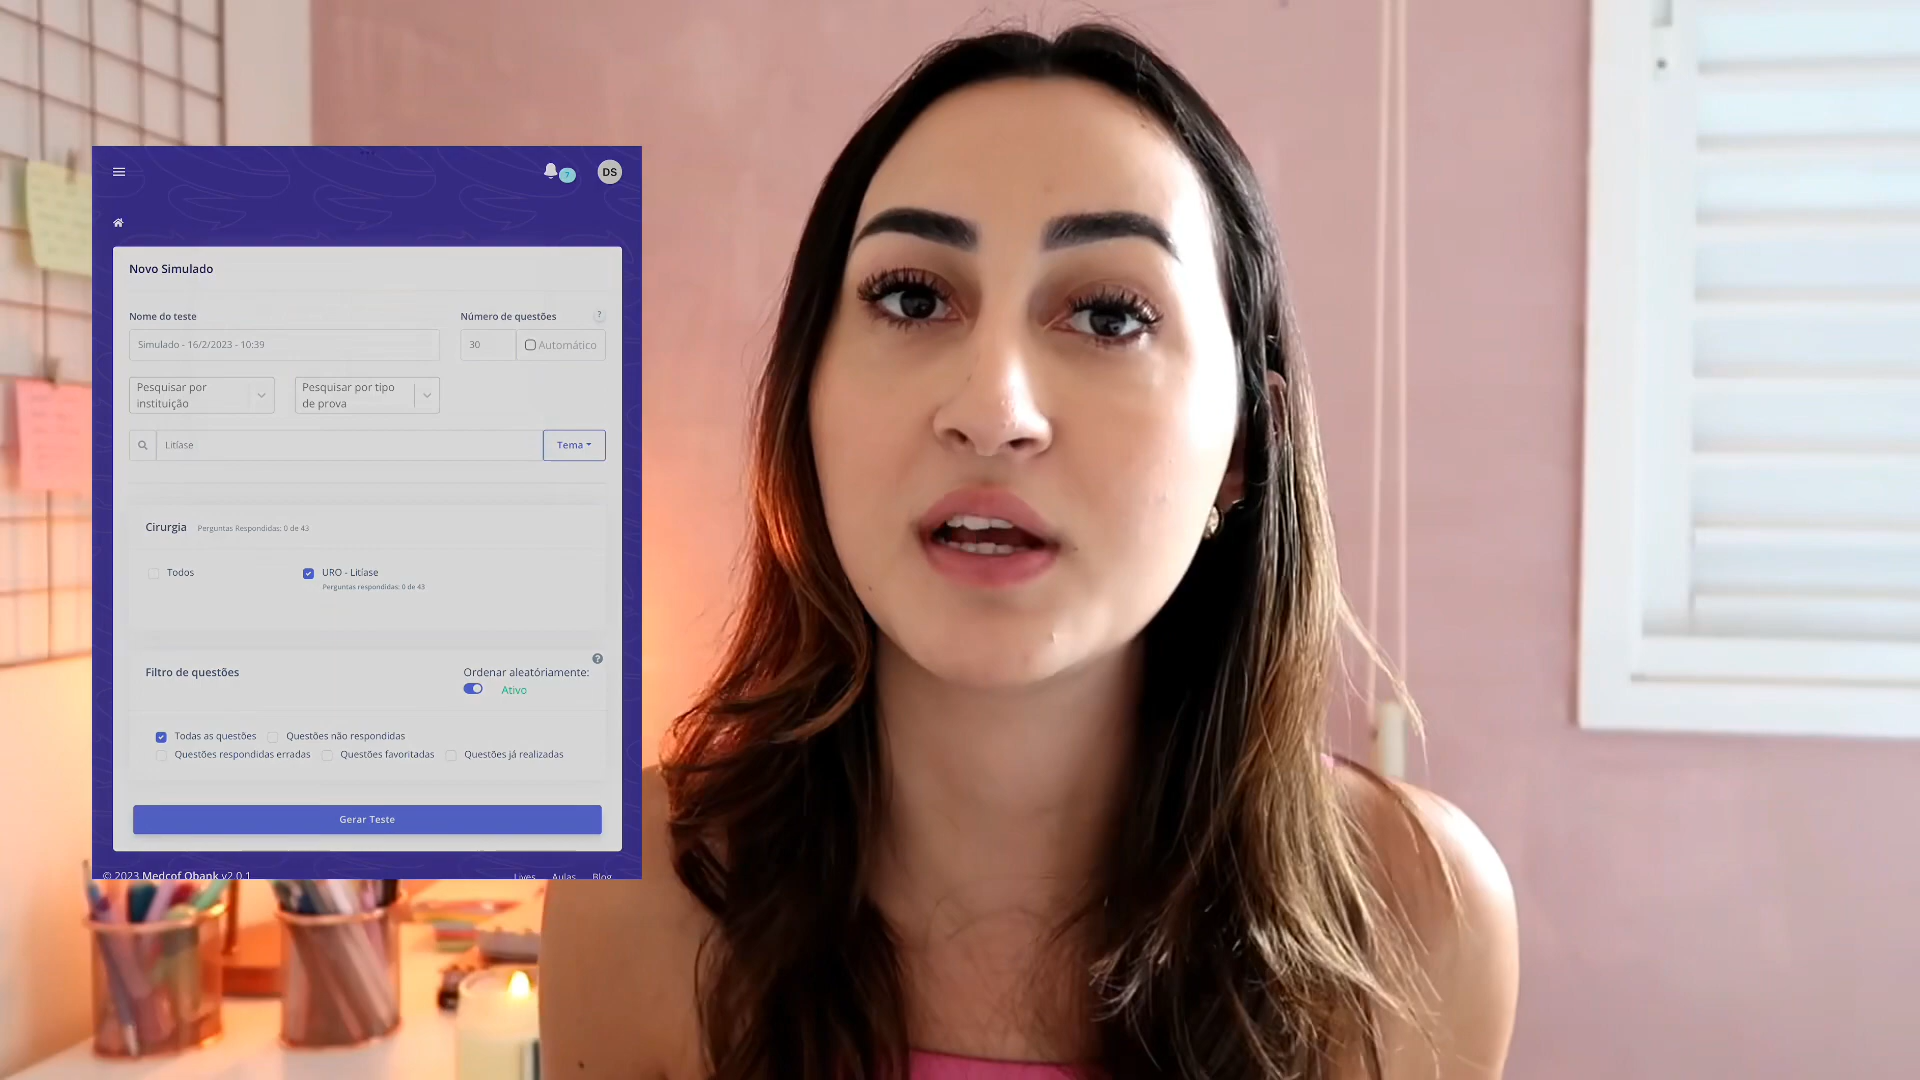 7
DS
Novo Simulado
Nome do teste
Número de questões
?
Simulado - 16/2/2023 - 10:39
30
Automático
Pesquisar por
instituição
Pesquisar por tipo
de prova
Litíase
Tema
Cirurgia
Perguntas Respondidas: 0 de 43
Todos
URO - Litíase
Perguntas respondidas: 0 de 43
?
Filtro de questões
Ordenar aleatóriamente:
Ativo
Todas as questões
Questões não respondidas
Questões respondidas erradas
Questões favoritadas
Questões já realizadas
Gerar Teste
© 2023 Medcof Qbank v2.0.1
Lives
Aulas
Blog